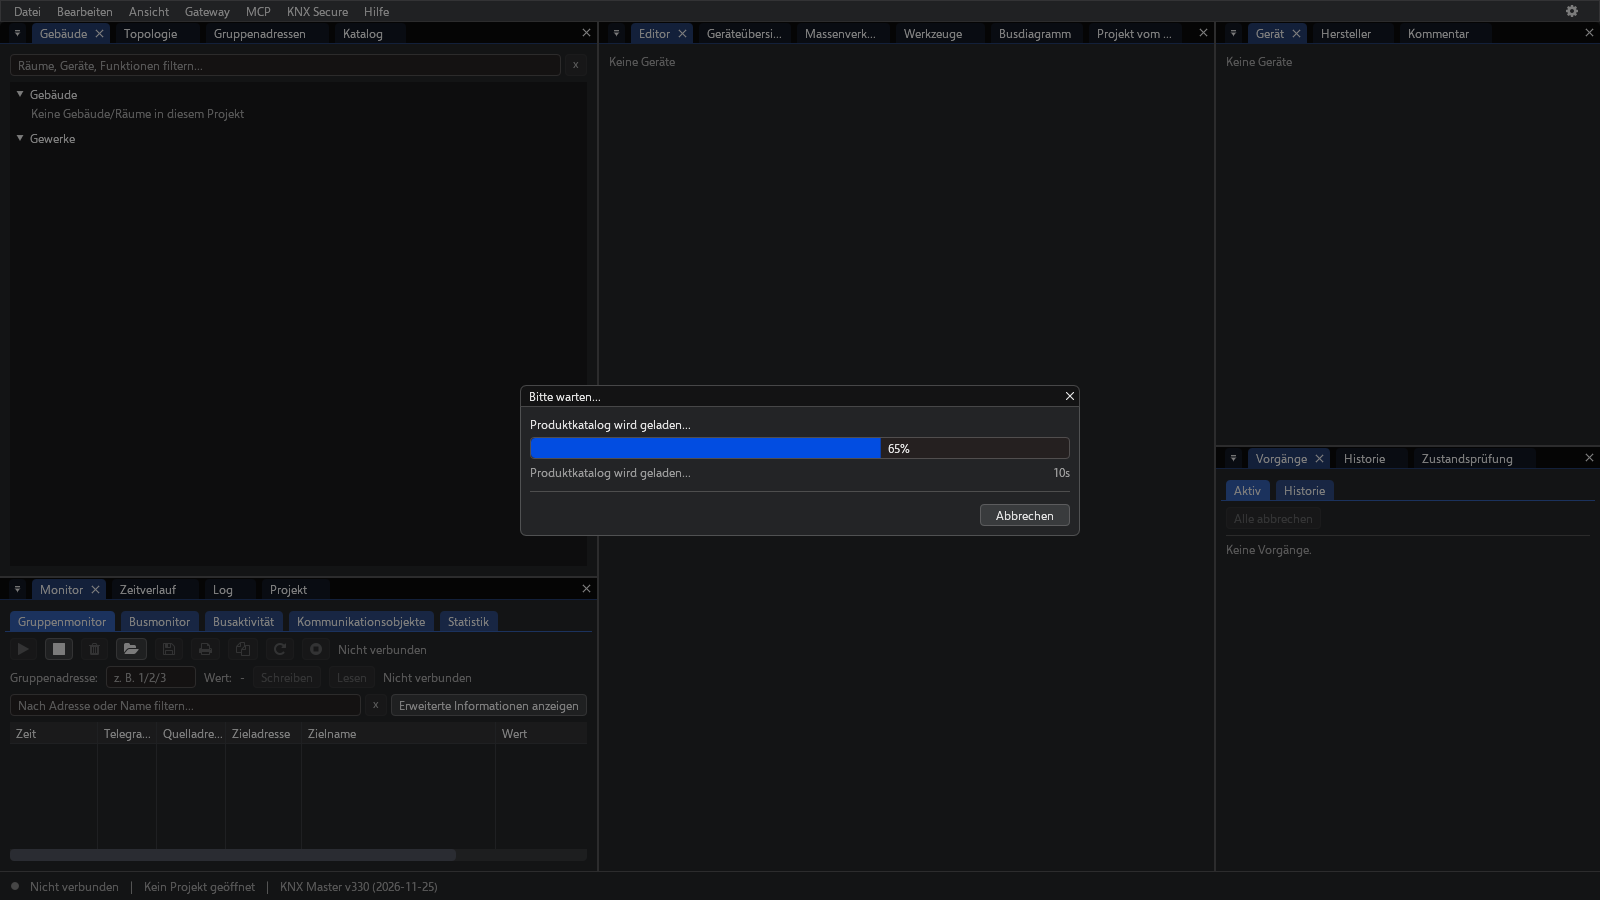 Datei Bearbeiten Ansicht Gateway MCP KNX Secure Hilfe
Gebäude Topologie Gruppenadressen Katalog
Räume, Geräte, Funktionen filtern... x
Gebäude
Keine Gebäude/Räume in diesem Projekt
Gewerke
Editor Geräteübersi... Massenverk... Werkzeuge Busdiagramm Projekt vom ...
Keine Geräte
Gerät Hersteller Kommentar
Keine Geräte
Bitte warten...
Produktkatalog wird geladen...
65%
Produktkatalog wird geladen... 10s
Abbrechen
Vorgänge Historie Zustandsprüfung
Aktiv Historie
Alle abbrechen
Keine Vorgänge.
Monitor Zeitverlauf Log Projekt
Gruppenmonitor Busmonitor Busaktivität Kommunikationsobjekte Statistik
Nicht verbunden
Gruppenadresse: z. B. 1/2/3 Wert: - Schreiben Lesen Nicht verbunden
Nach Adresse oder Name filtern... x Erweiterte Informationen anzeigen
Zeit Telegra... Quelladre... Zieladresse Zielname Wert
Nicht verbunden | Kein Projekt geöffnet | KNX Master v330 (2026-11-25)